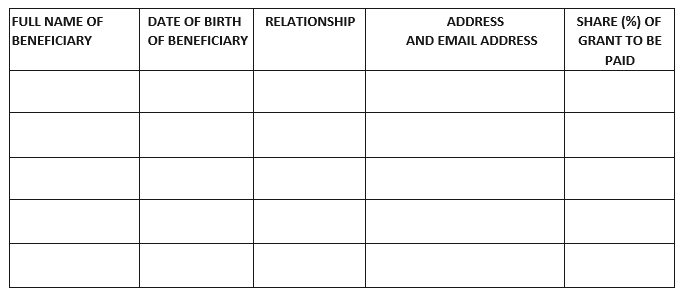 FULL NAME OF
BENEFICIARY
DATE OF BIRTH
OF BENEFICIARY
RELATIONSHIP
ADDRESS
AND EMAIL ADDRESS
SHARE (%) OF
GRANT TO BE
PAID